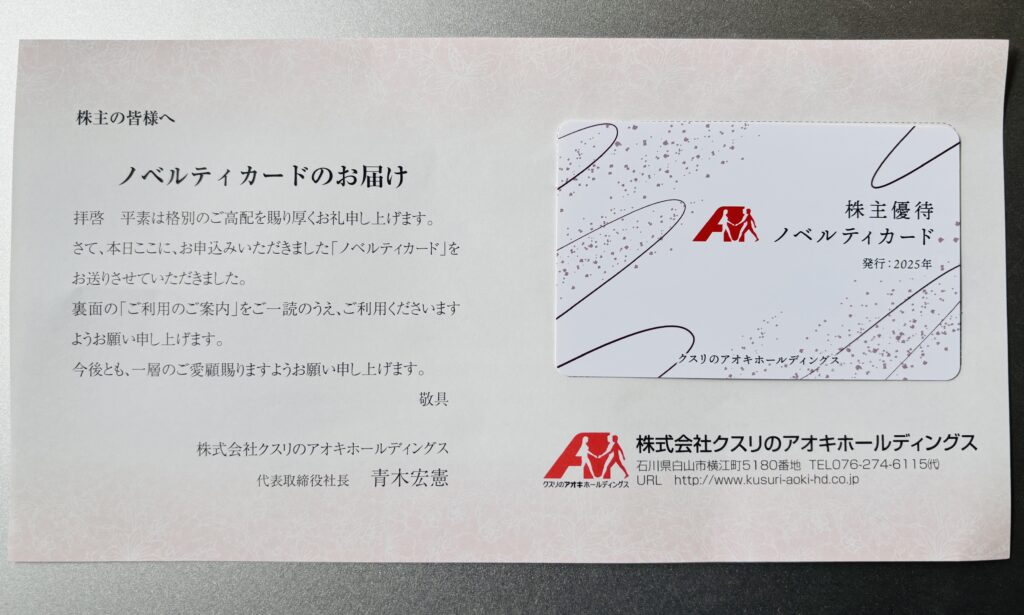 株主の皆様へ
ノベルティカードのお届け
拝啓　平素は格別のご高配を賜り厚くお礼申し上げます。
さて、本日ここに、お申込みいただきました「ノベルティカード」を
お送りさせていただきました。
裏面の「ご利用のご案内」をご一読のうえ、ご利用くださいます
ようお願い申し上げます。
今後とも、一層のご愛顧賜りますようお願い申し上げます。
敬具
株式会社クスリのアオキホールディングス
代表取締役社長　青木宏憲
株主優待
ノベルティカード
発行：2025年
クスリのアオキホールディングス
クスリのアオキホールディングス
株式会社クスリのアオキホールディングス
石川県白山市横江町5180番地 TEL076-274-6115㈹
URL http://www.kusuri-aoki-hd.co.jp